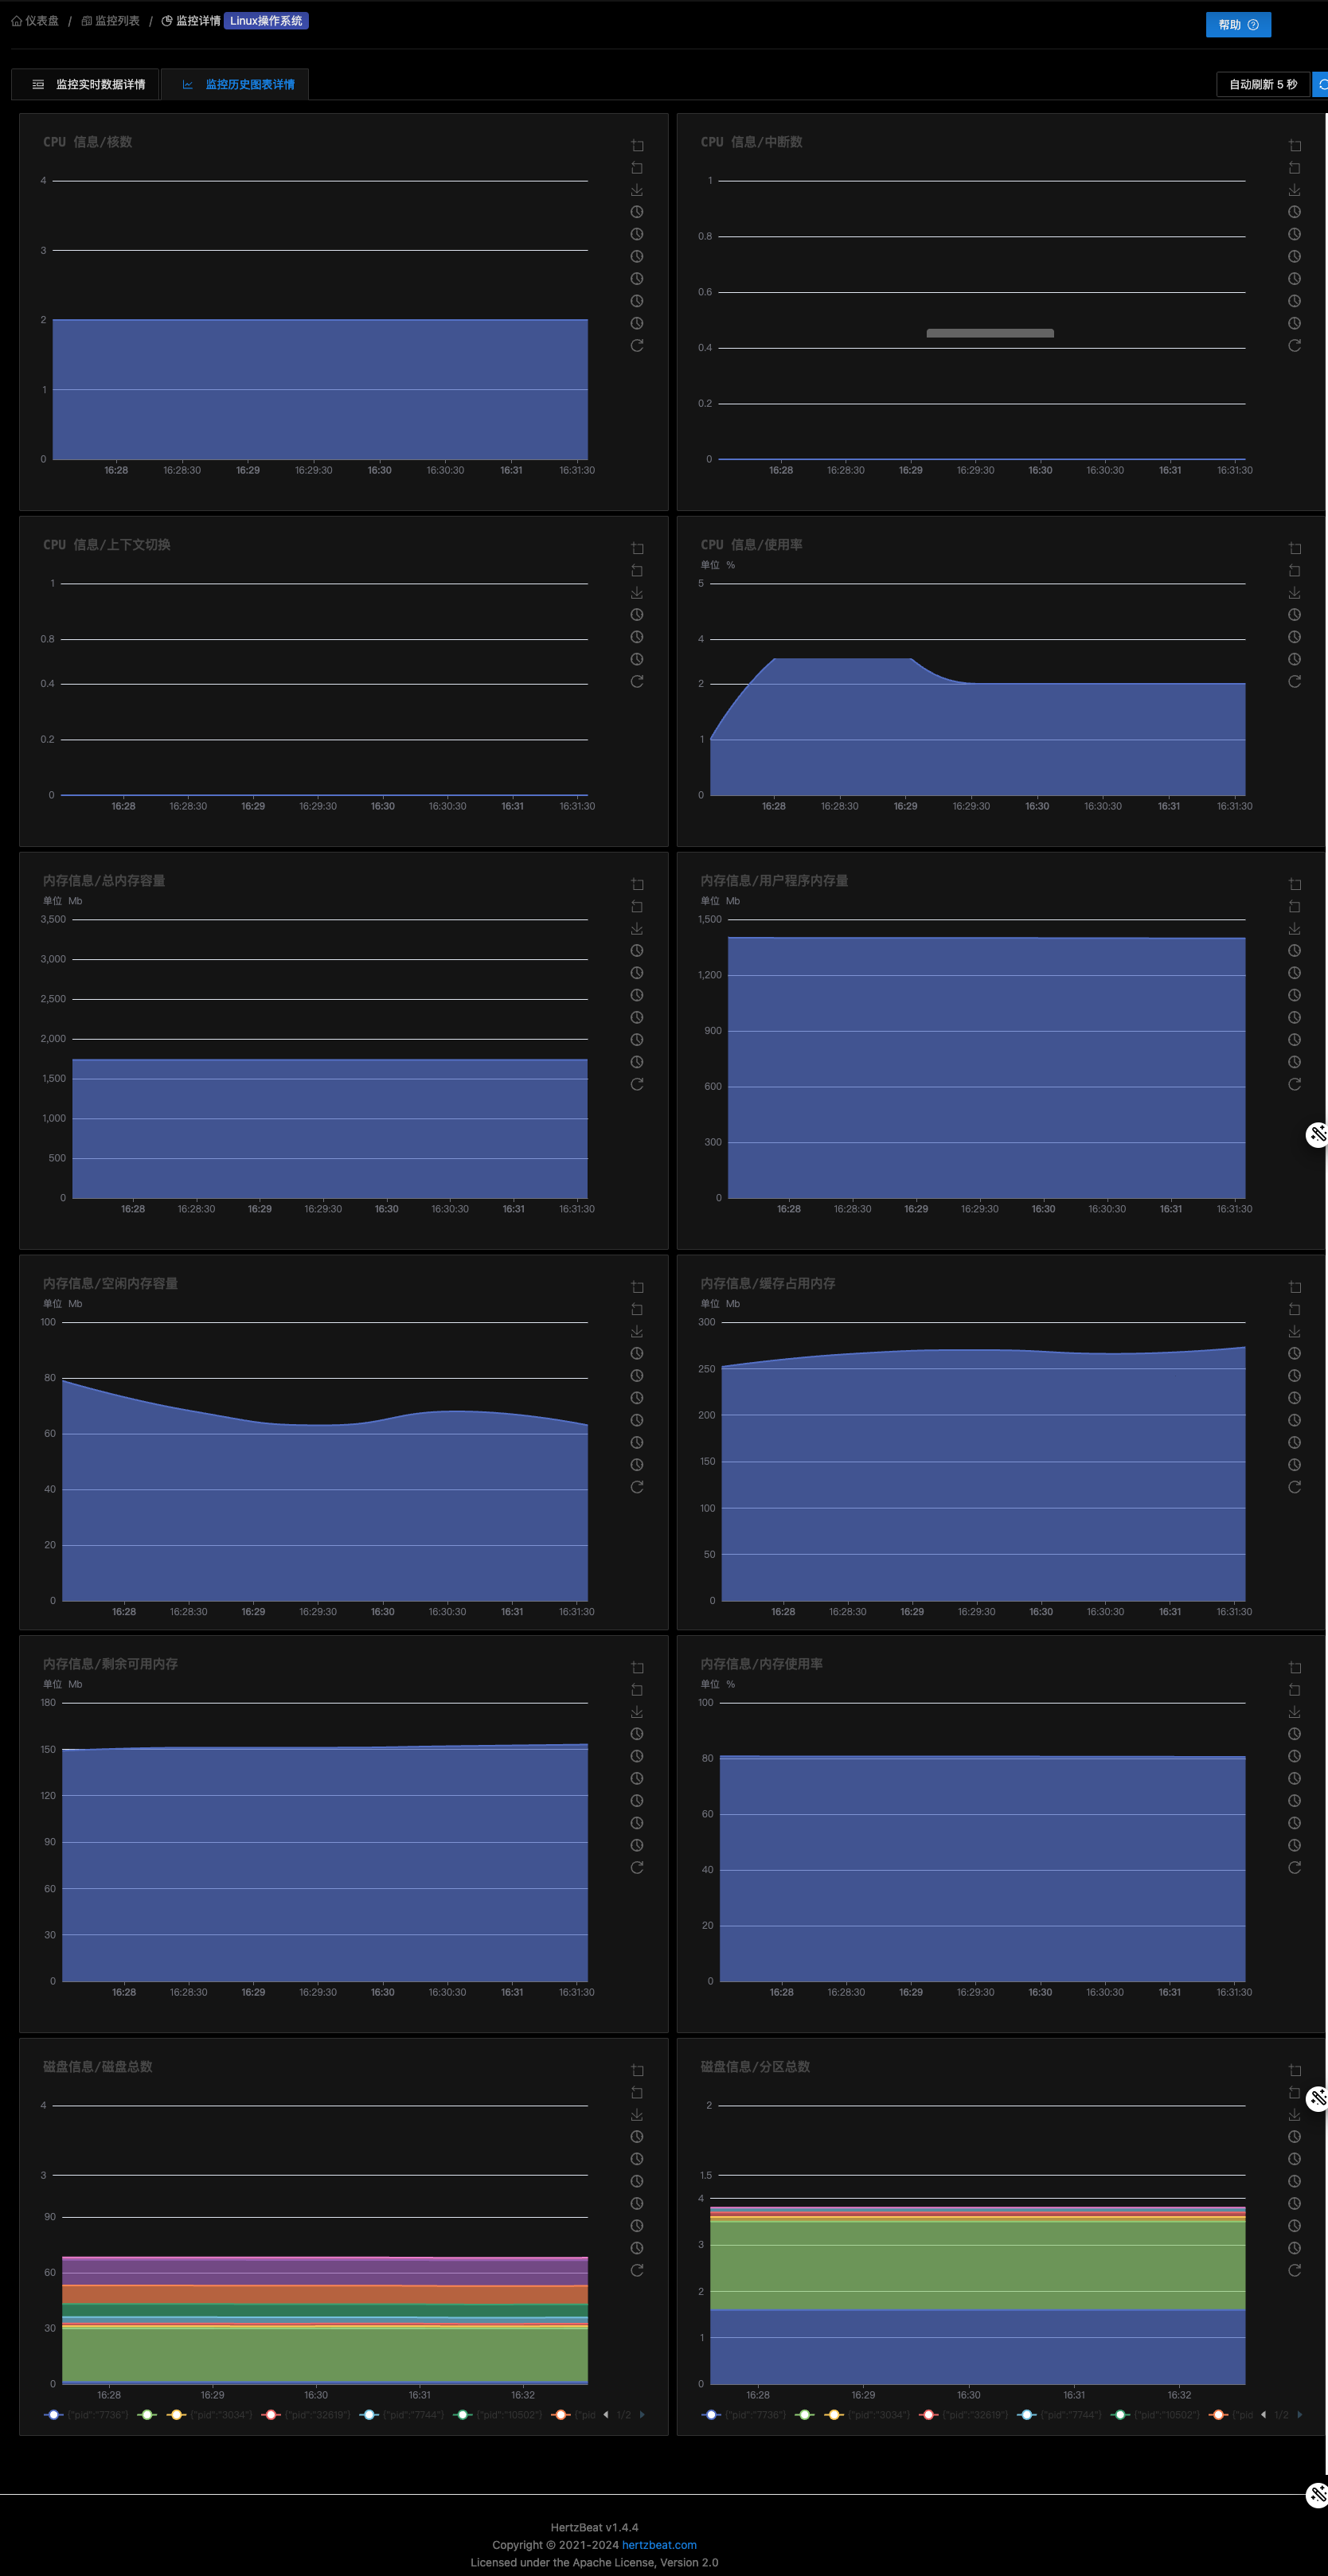 仪表盘 / 监控列表 / 监控详情 Linux操作系统
帮助
监控实时数据详情
监控历史图表详情
自动刷新 5 秒
CPU 信息/核数
4
3
2
1
0
16:28 16:28:30 16:29 16:29:30 16:30 16:30:30 16:31 16:31:30
CPU 信息/中断数
1
0.8
0.6
0.4
0.2
0
16:28 16:28:30 16:29 16:29:30 16:30 16:30:30 16:31 16:31:30
CPU 信息/上下文切换
1
0.8
0.4
0.2
0
16:28 16:28:30 16:29 16:29:30 16:30 16:30:30 16:31 16:31:30
CPU 信息/使用率
单位 %
5
4
2
1
0
16:28 16:28:30 16:29 16:29:30 16:30 16:30:30 16:31 16:31:30
内存信息/总内存容量
单位 Mb
3,500
3,000
2,500
2,000
1,500
1,000
500
0
16:28 16:28:30 16:29 16:29:30 16:30 16:30:30 16:31 16:31:30
内存信息/用户程序内存量
单位 Mb
1,500
1,200
900
600
300
0
16:28 16:28:30 16:29 16:29:30 16:30 16:30:30 16:31 16:31:30
内存信息/空闲内存容量
单位 Mb
100
80
60
40
20
0
16:28 16:28:30 16:29 16:29:30 16:30 16:30:30 16:31 16:31:30
内存信息/缓存占用内存
单位 Mb
300
250
200
150
100
50
0
16:28 16:28:30 16:29 16:29:30 16:30 16:30:30 16:31 16:31:30
内存信息/剩余可用内存
单位 Mb
180
150
120
90
60
30
0
16:28 16:28:30 16:29 16:29:30 16:30 16:30:30 16:31 16:31:30
内存信息/内存使用率
单位 %
100
80
60
40
20
0
16:28 16:28:30 16:29 16:29:30 16:30 16:30:30 16:31 16:31:30
磁盘信息/磁盘总数
4
3
90
60
30
0
16:28 16:29 16:30 16:31 16:32
{"pid":"7736"} {"pid":"3034"} {"pid":"32619"} {"pid":"7744"} {"pid":"10502"} {"pid 1/2
磁盘信息/分区总数
2
1.5
4
3
2
1
0
16:28 16:29 16:30 16:31 16:32
{"pid":"7736"} {"pid":"3034"} {"pid":"32619"} {"pid":"7744"} {"pid":"10502"} {"pid 1/2
HertzBeat v1.4.4
Copyright © 2021-2024 hertzbeat.com
Licensed under the Apache License, Version 2.0